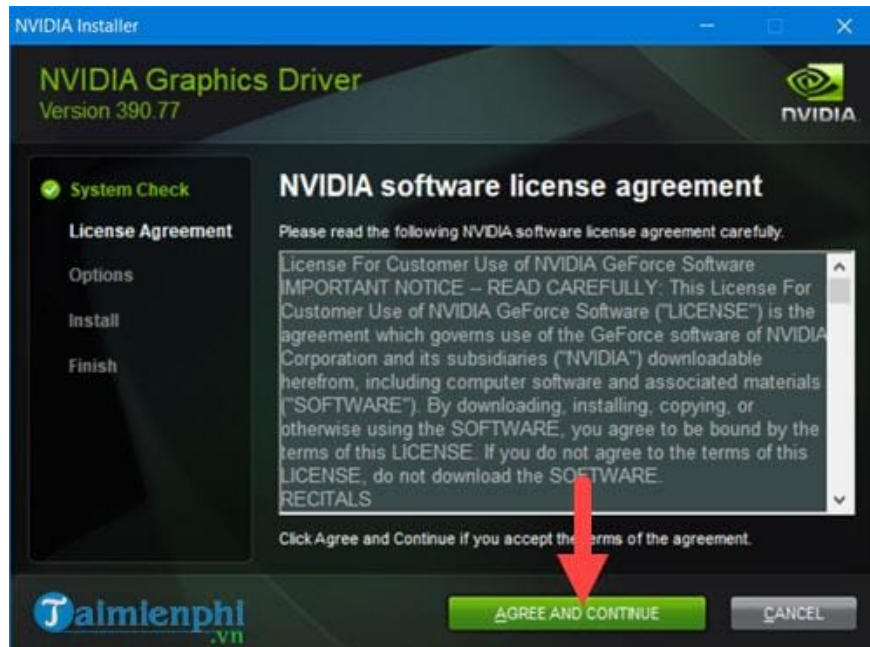 NVIDIA Installer
NVIDIA Graphics Driver
Version 390.77
NVIDIA.
System Check
License Agreement
Options
Install
Finish
NVIDIA software license agreement
Please read the following NVIDIA software license agreement carefully.
License For Customer Use of NVIDIA GeForce Software
IMPORTANT NOTICE -- READ CAREFULLY: This License For
Customer Use of NVIDIA GeForce Software ("LICENSE") is the
agreement which governs use of the GeForce software of NVIDIA
Corporation and its subsidiaries ("NVIDIA") downloadable
herefrom, including computer software and associated materials
("SOFTWARE"). By downloading, installing, copying, or
otherwise using the SOFTWARE, you agree to be bound by the
terms of this LICENSE. If you do not agree to the terms of this
LICENSE, do not download the SOFTWARE.
RECITALS
Click Agree and Continue if you accept the terms of the agreement.
Taimienphi
.vn
AGREE AND CONTINUE
CANCEL